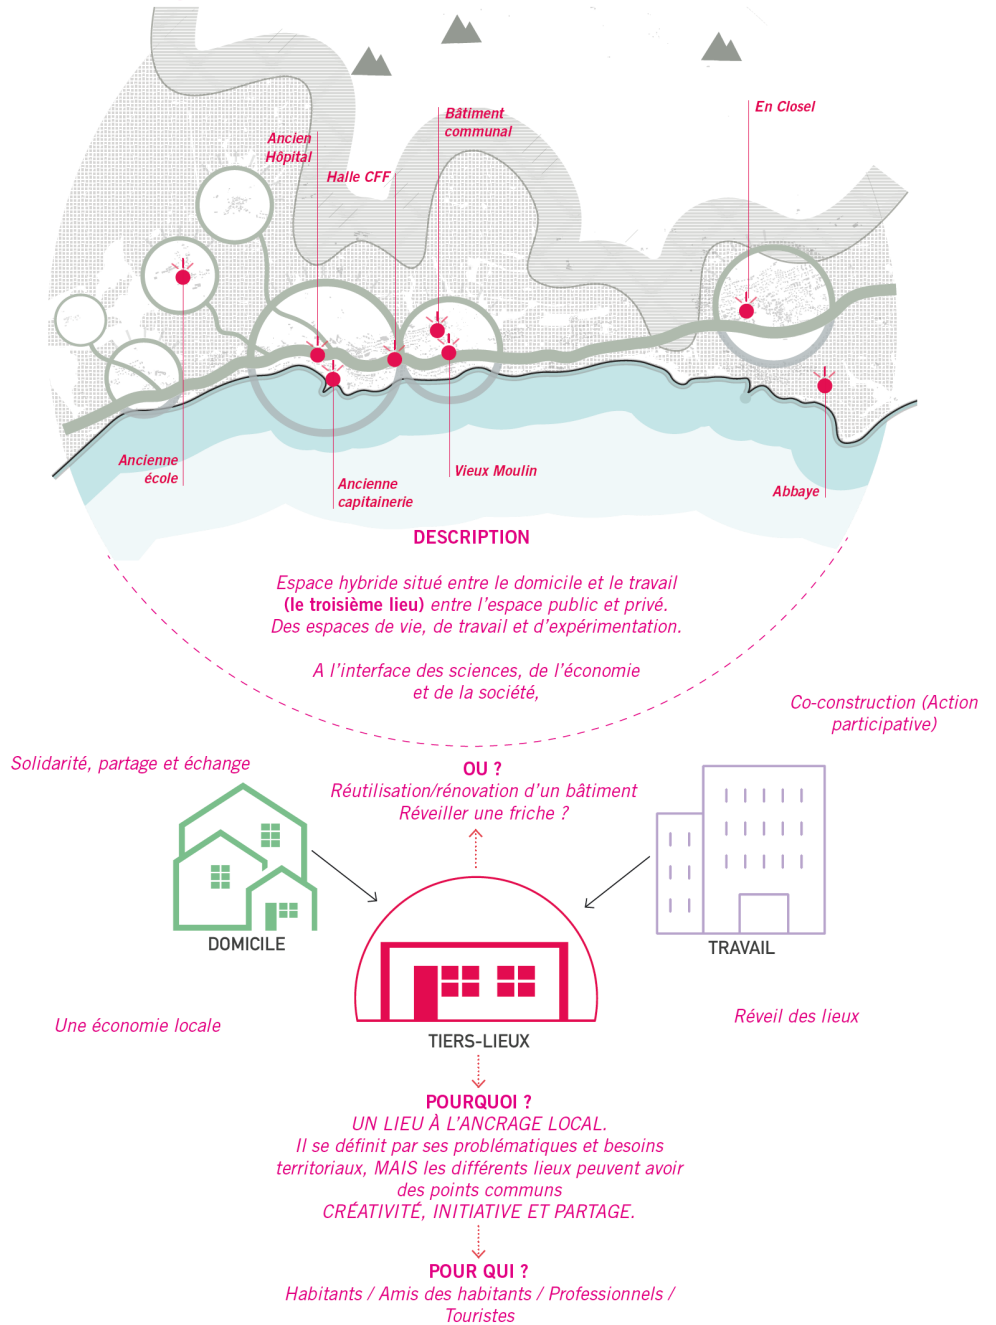 Bâtiment
communal
En Closel
Ancien
Hôpital
Halle CFF
Ancienne
école
Ancienne
capitainerie
Vieux Moulin
Abbaye
DESCRIPTION
Espace hybride situé entre le domicile et le travail
(le troisième lieu) entre l'espace public et privé.
Des espaces de vie, de travail et d'expérimentation.
A l'interface des sciences, de l'économie
et de la société,
Co-construction (Action
participative)
Solidarité, partage et échange
OU ?
Réutilisation/rénovation d'un bâtiment
Réveiller une friche ?
DOMICILE
TRAVAIL
Une économie locale
Réveil des lieux
TIERS-LIEUX
POURQUOI ?
UN LIEU À L'ANCRAGE LOCAL.
Il se définit par ses problématiques et besoins
territoriaux, MAIS les différents lieux peuvent avoir
des points communs
CRÉATIVITÉ, INITIATIVE ET PARTAGE.
POUR QUI ?
Habitants / Amis des habitants / Professionnels /
Touristes